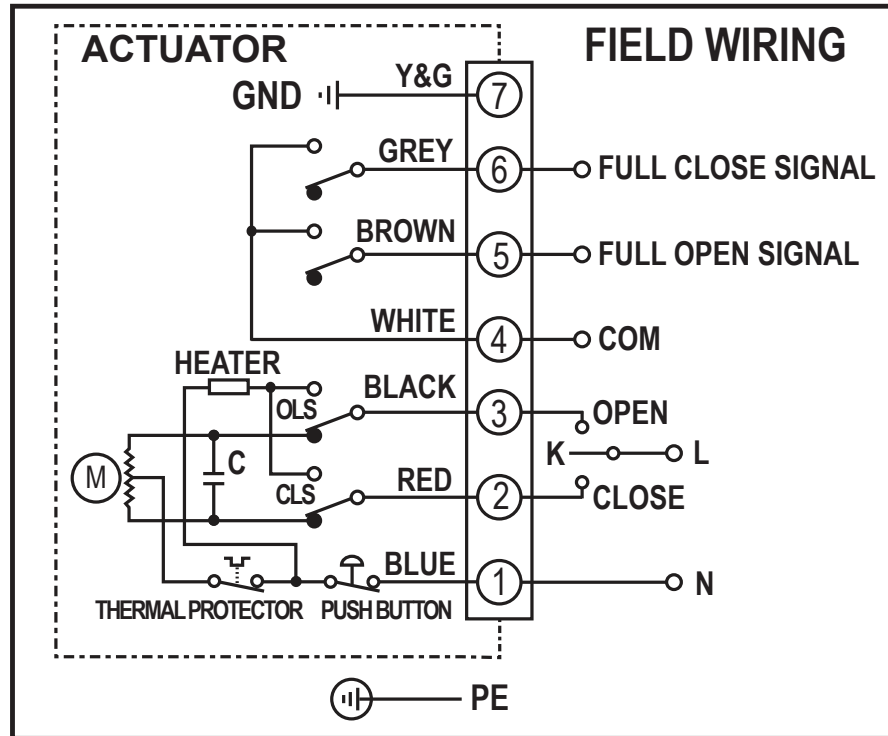 ACTUATOR
FIELD WIRING
GND
Y&G
7
GREY
6
FULL CLOSE SIGNAL
BROWN
5
FULL OPEN SIGNAL
WHITE
4
COM
HEATER
OLS
BLACK
3
OPEN
K
L
M
C
CLS
RED
2
CLOSE
BLUE
1
N
THERMAL PROTECTOR
PUSH BUTTON
PE